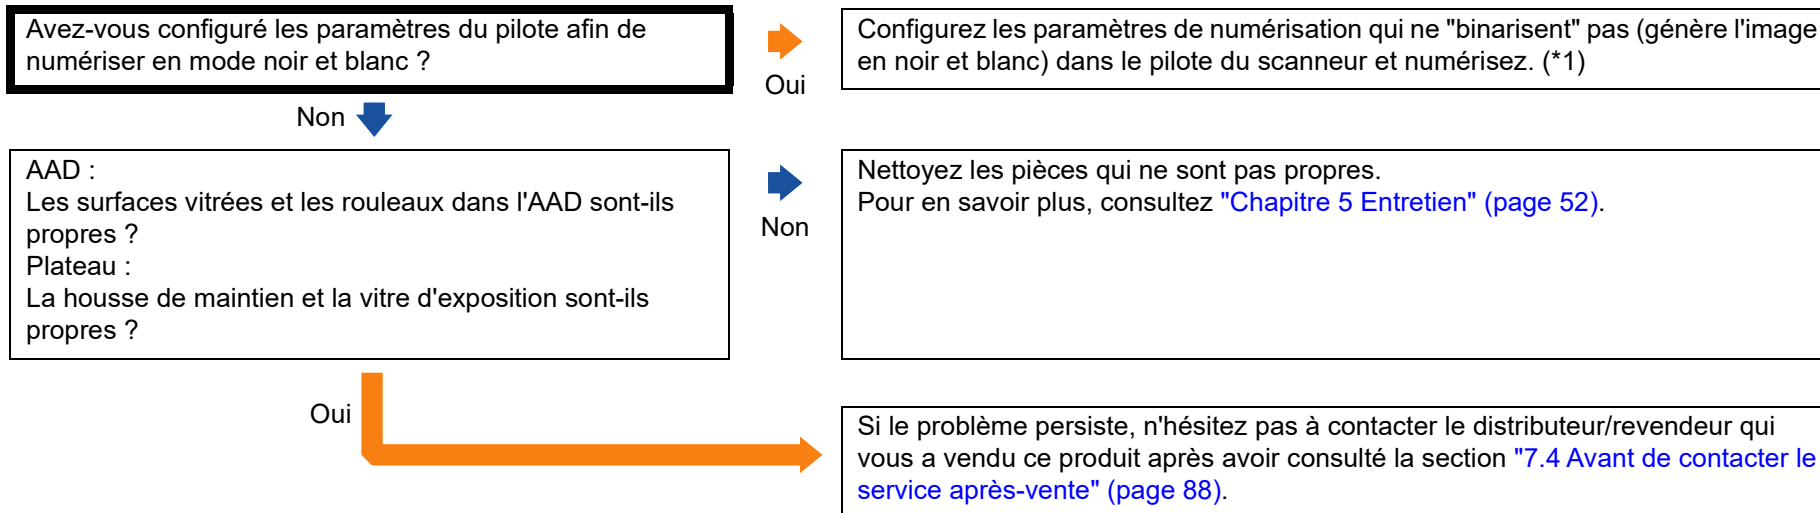 Avez-vous configuré les paramètres du pilote afin de
numériser en mode noir et blanc ?
Oui
Configurez les paramètres de numérisation qui ne "binarisent" pas (génère l'image
en noir et blanc) dans le pilote du scanneur et numérisez. (*1)
Non
AAD :
Les surfaces vitrées et les rouleaux dans l'AAD sont-ils
propres ?
Plateau :
La housse de maintien et la vitre d'exposition sont-ils
propres ?
Non
Nettoyez les pièces qui ne sont pas propres.
Pour en savoir plus, consultez "Chapitre 5 Entretien" (page 52).
Oui
Si le problème persiste, n'hésitez pas à contacter le distributeur/revendeur qui
vous a vendu ce produit après avoir consulté la section "7.4 Avant de contacter le
service après-vente" (page 88).